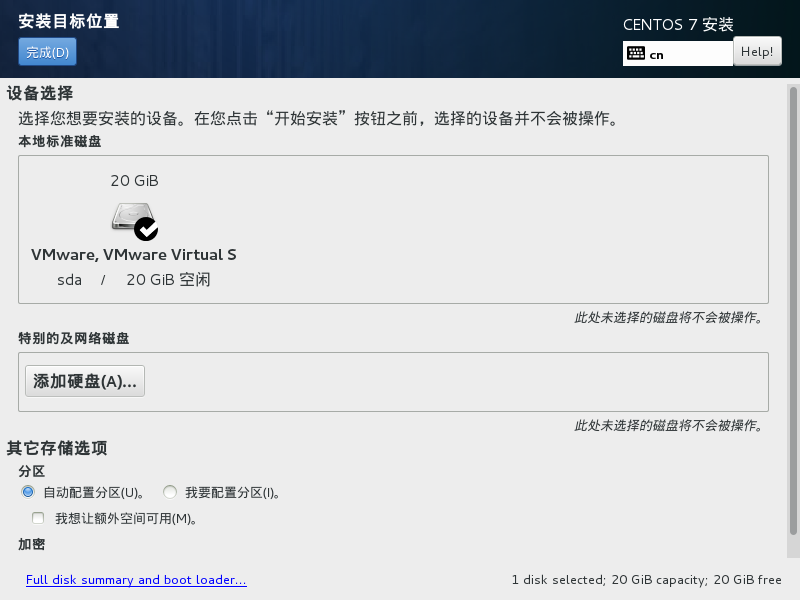 安装目标位置
CENTOS 7 安装
完成(D)
cn
Help!
设备选择
选择您想要安装的设备。在您点击“开始安装”按钮之前，选择的设备并不会被操作。
本地标准磁盘
20 GiB
VMware, VMware Virtual S
sda / 20 GiB 空闲
此处未选择的磁盘将不会被操作。
特别的及网络磁盘
添加硬盘(A)...
此处未选择的磁盘将不会被操作。
其它存储选项
分区
自动配置分区(U)。 我要配置分区(I)。
我想让额外空间可用(M)。
加密
Full disk summary and boot loader...
1 disk selected; 20 GiB capacity; 20 GiB free